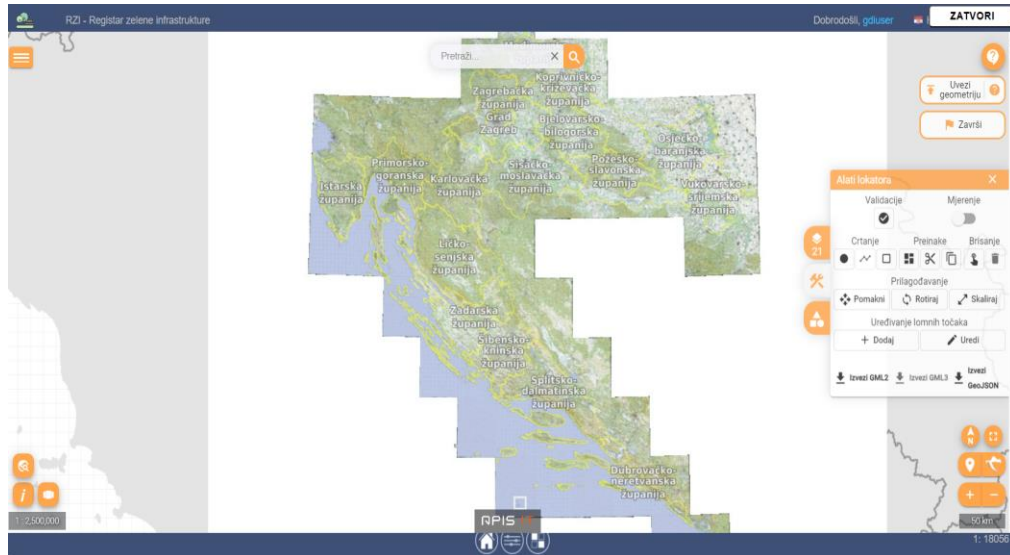 RZI - Registar zelene infrastrukture
Dobrodošli, gdiuser
ZATVORI
Pretraži...
Uvezi
geometriju
Završi
Koprivničko-
križevačka
županija
Zagrebačka
županija
Grad
Zagreb
Bjelovarsko-
bilogorska
županija
Osječko-
baranjska
županija
Primorsko-
goranska
županija
Karlovačka
županija
Sisačko-
moslavačka
županija
Požeško-
slavonska
županija
Vukovarsko-
srijemska
županija
Istarska
županija
Ličko-
senjska
županija
Zadarska
županija
Šibensko-
kninska
županija
Splitsko-
dalmatinska
županija
Dubrovačko-
neretvanska
županija
21
Alati lokatora
Validacije
Mjerenje
Crtanje
Preinake
Brisanje
Prilagođavanje
Pomakni
Rotiraj
Skaliraj
Uređivanje lomnih točaka
Dodaj
Uredi
Izvezi GML2
Izvezi GML3
Izvezi
GeoJSON
N
i
1 : 2,500,000
50 km
1: 18056